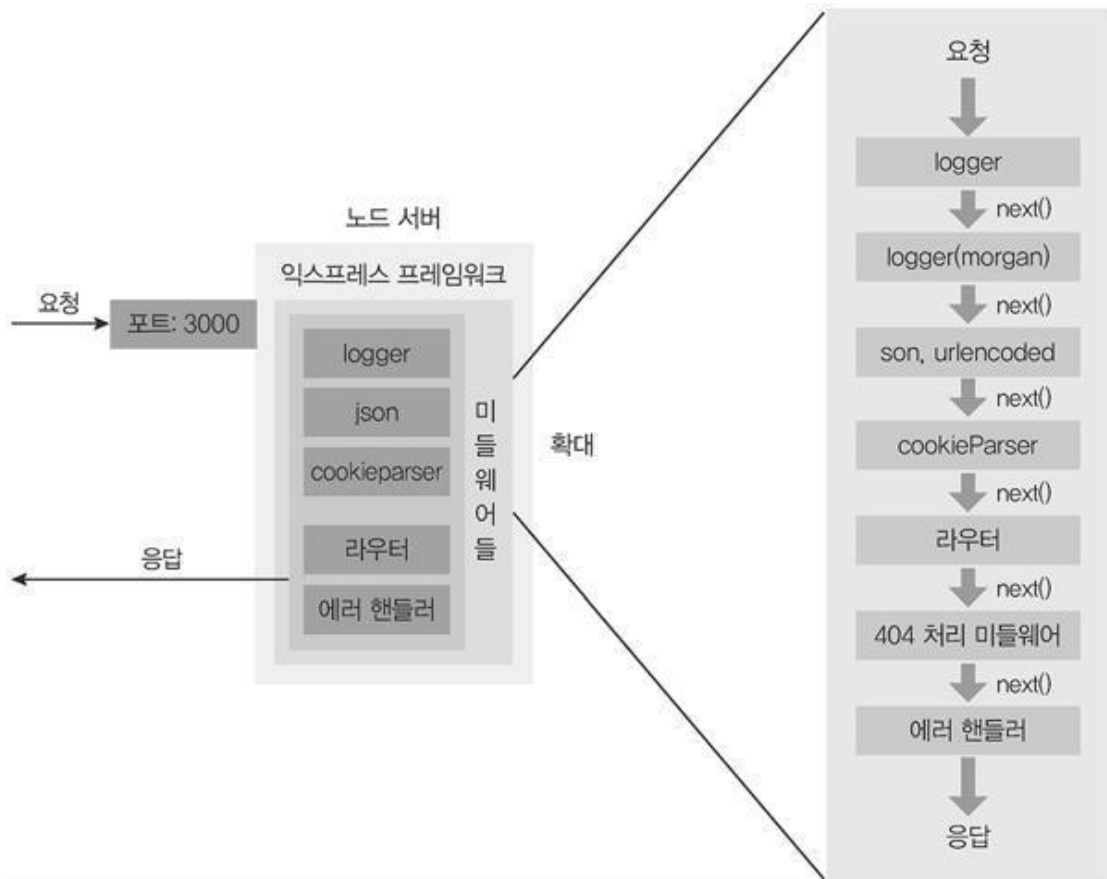 노드 서버
익스프레스 프레임워크
요청
포트: 3000
logger
json
cookieparser
라우터
에러 핸들러
미들웨어들
응답
확대
요청
logger
next()
logger(morgan)
next()
son, urlencoded
next()
cookieParser
next()
라우터
next()
404 처리 미들웨어
next()
에러 핸들러
응답